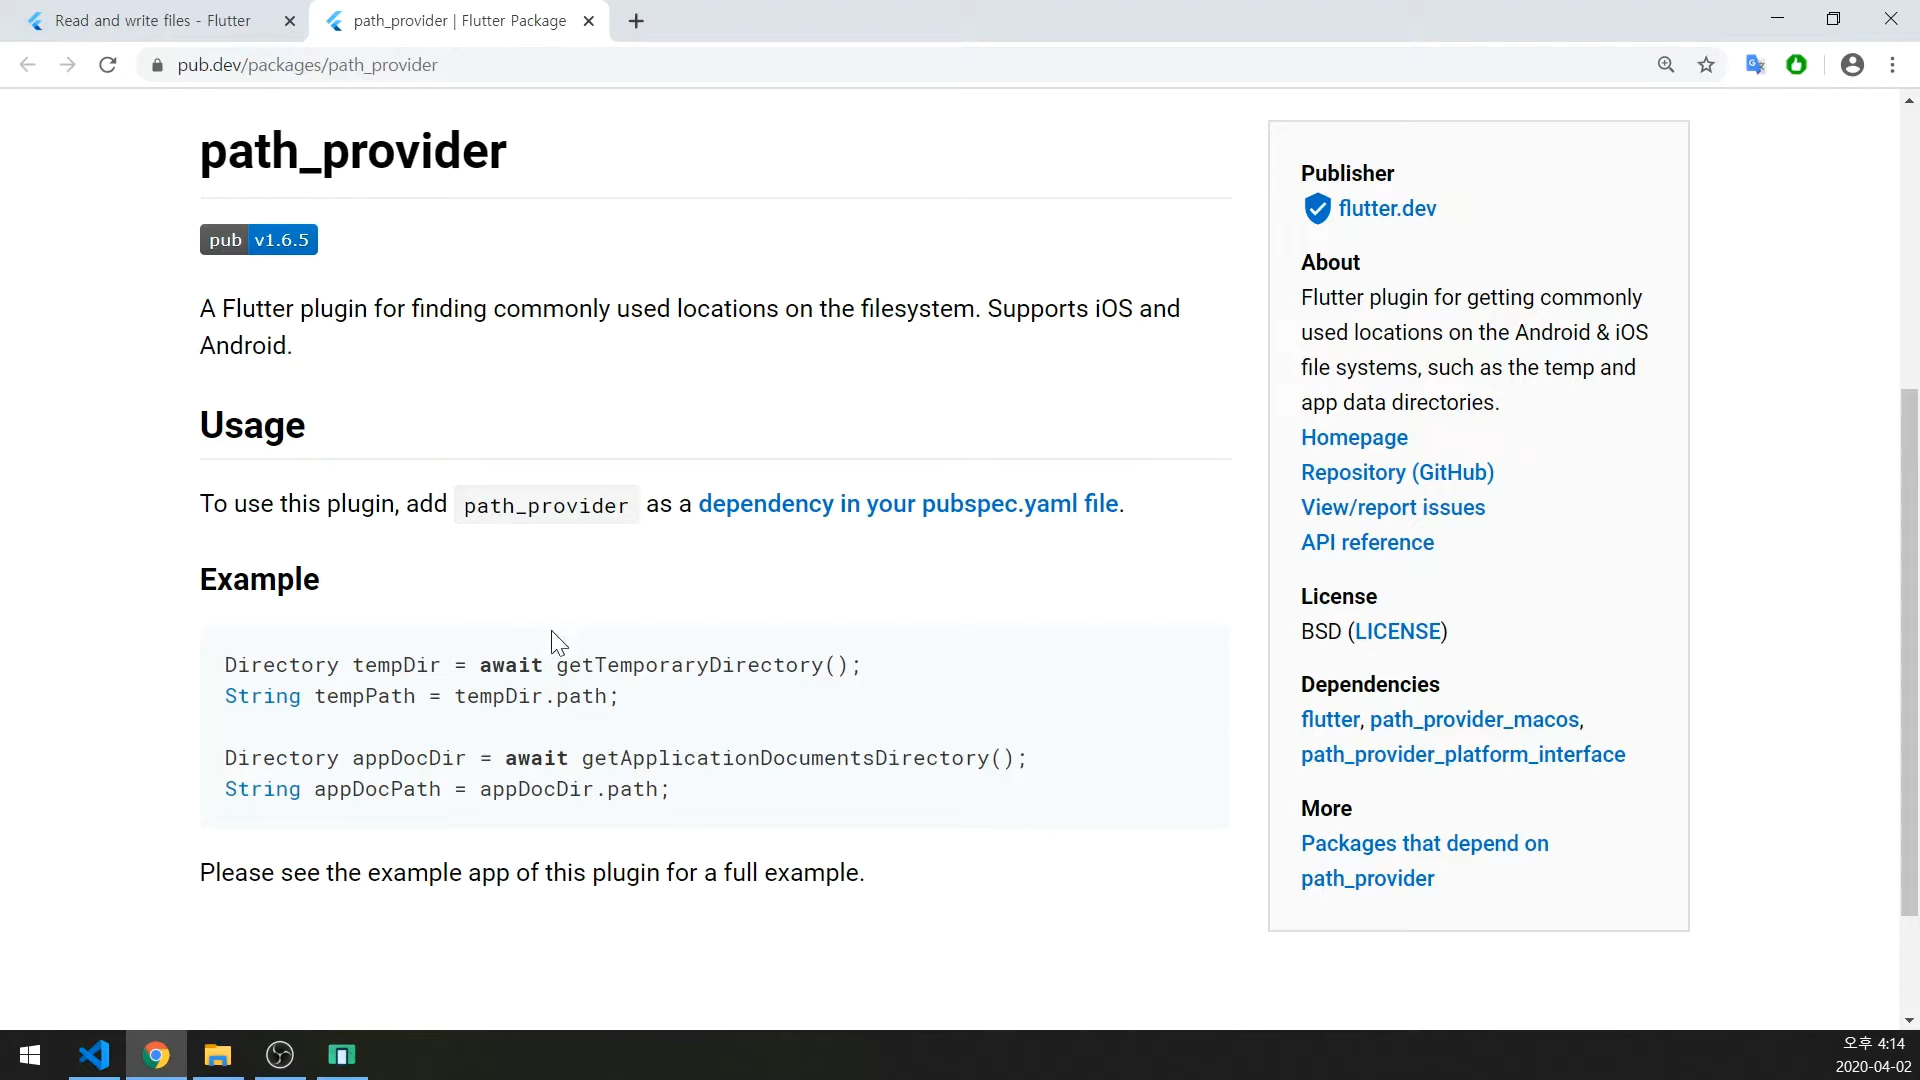 Read and write files - Flutter
path_provider | Flutter Package
pub.dev/packages/path_provider
path_provider
pub v1.6.5
A Flutter plugin for finding commonly used locations on the filesystem. Supports iOS and
Android.
Usage
To use this plugin, add path_provider as a dependency in your pubspec.yaml file.
Example
Directory tempDir = await getTemporaryDirectory();
String tempPath = tempDir.path;
Directory appDocDir = await getApplicationDocumentsDirectory();
String appDocPath = appDocDir.path;
Please see the example app of this plugin for a full example.
Publisher
flutter.dev
About
Flutter plugin for getting commonly
used locations on the Android & iOS
file systems, such as the temp and
app data directories.
Homepage
Repository (GitHub)
View/report issues
API reference
License
BSD (LICENSE)
Dependencies
flutter, path_provider_macos,
path_provider_platform_interface
More
Packages that depend on
path_provider
오후 4:14
2020-04-02